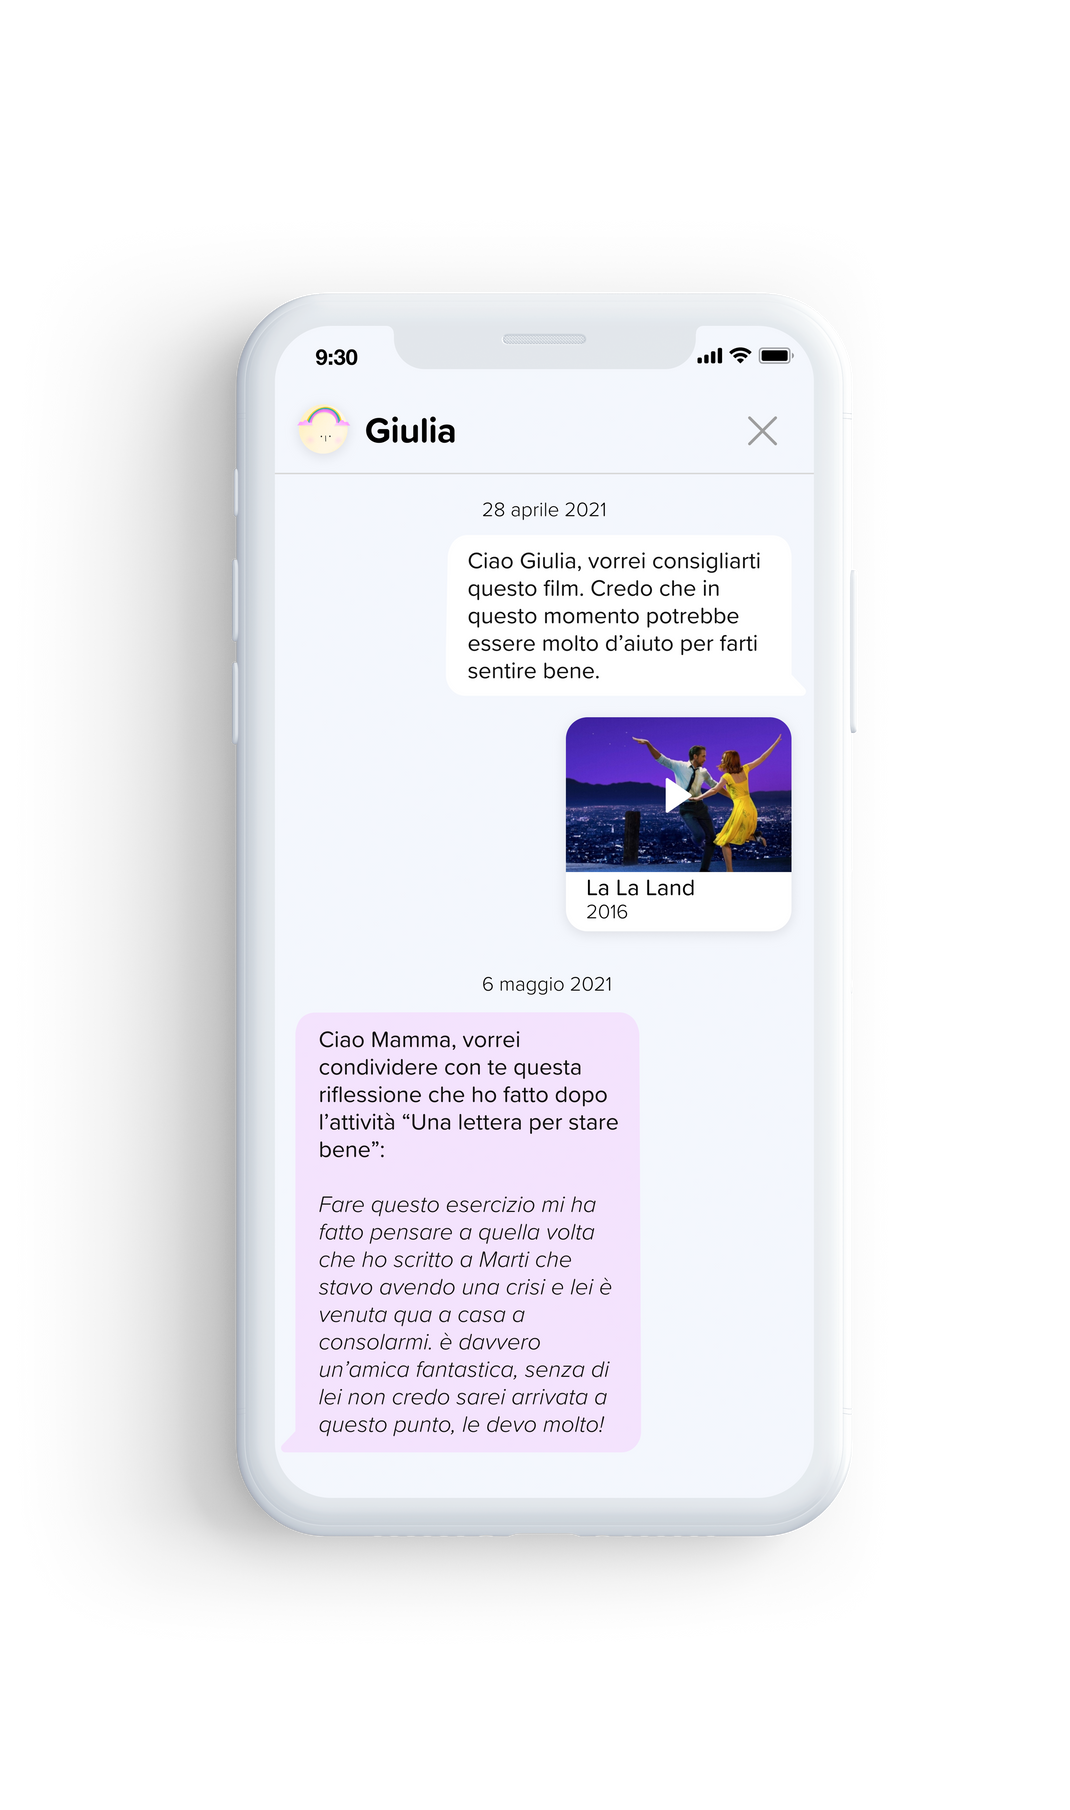 9:30
Giulia
28 aprile 2021
Ciao Giulia, vorrei consigliarti
questo film. Credo che in
questo momento potrebbe
essere molto d’aiuto per farti
sentire bene.
La La Land
2016
6 maggio 2021
Ciao Mamma, vorrei
condividere con te questa
riflessione che ho fatto dopo
l’attività “Una lettera per stare
bene”:
Fare questo esercizio mi ha
fatto pensare a quella volta
che ho scritto a Marti che
stavo avendo una crisi e lei è
venuta qua a casa a
consolarmi. è davvero
un’amica fantastica, senza di
lei non credo sarei arrivata a
questo punto, le devo molto!